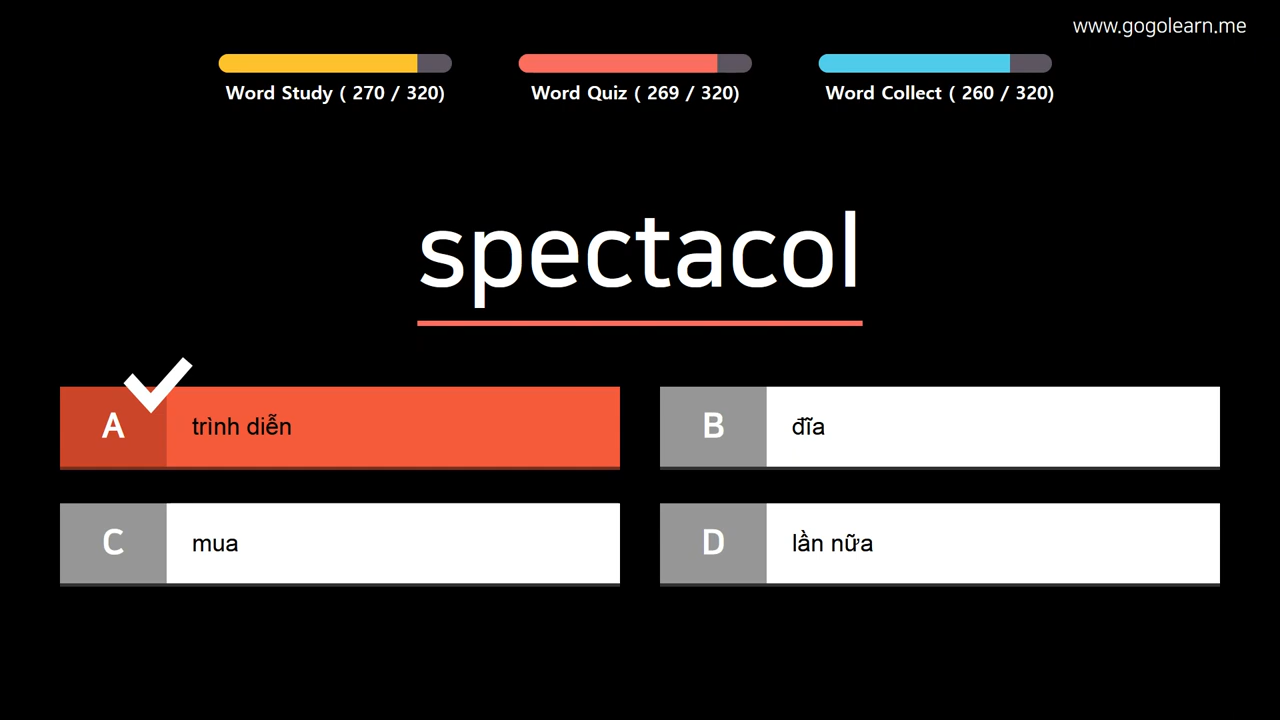 www.gogolearn.me
Word Study ( 270 / 320)
Word Quiz ( 269 / 320)
Word Collect ( 260 / 320)
spectacol
A trình diễn
B đĩa
C mua
D lần nữa